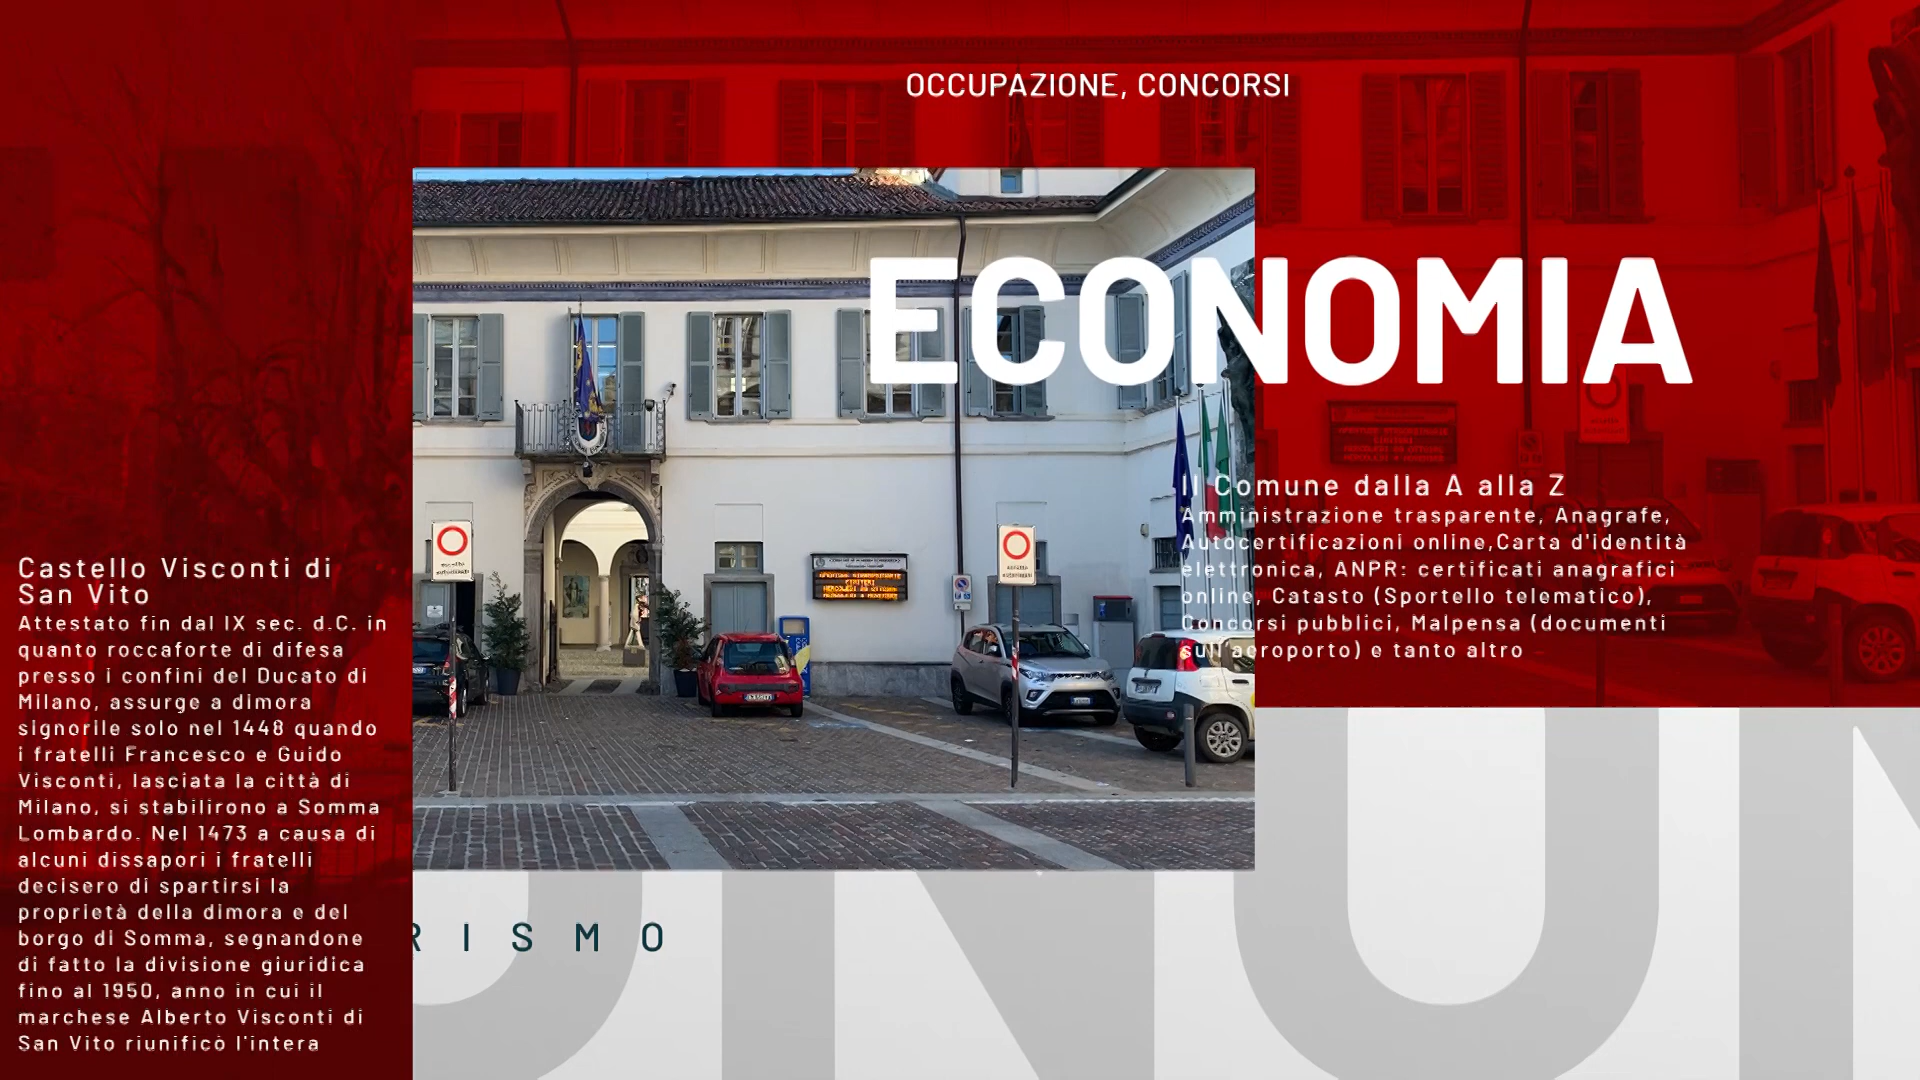 OCCUPAZIONE, CONCORSI
ECONOMIA
Il Comune dalla A alla Z
Amministrazione trasparente, Anagrafe,
Autocertificazioni online,Carta d'identità
elettronica, ANPR: certificati anagrafici
online, Catasto (Sportello telematico),
Concorsi pubblici, Malpensa (documenti
sull'aeroporto) e tanto altro
Castello Visconti di
San Vito
Attestato fin dal IX sec. d.C. in
quanto roccaforte di difesa
presso i confini del Ducato di
Milano, assurge a dimora
signorile solo nel 1448 quando
i fratelli Francesco e Guido
Visconti, lasciata la città di
Milano, si stabilirono a Somma
Lombardo. Nel 1473 a causa di
alcuni dissapori i fratelli
decisero di spartirsi la
proprietà della dimora e del
borgo di Somma, segnandone
di fatto la divisione giuridica
fino al 1950, anno in cui il
marchese Alberto Visconti di
San Vito riunificò l'intera
RISMO